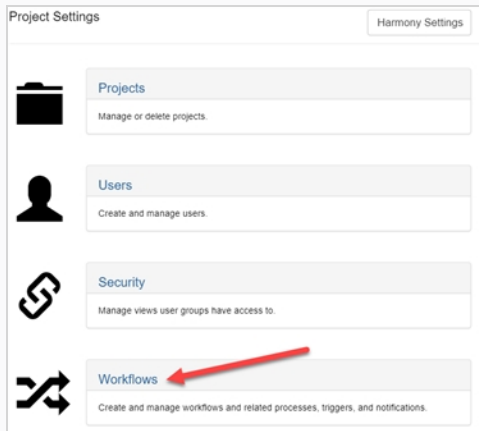 Project Settings
Harmony Settings
Projects
Manage or delete projects.
Users
Create and manage users.
Security
Manage views user groups have access to.
Workflows
Create and manage workflows and related processes, triggers, and notifications.